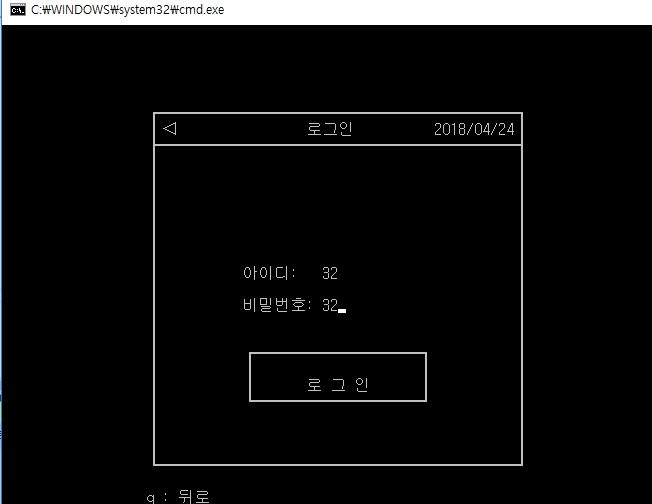 C:\WINDOWS\system32\cmd.exe
◁ 로그인 2018/04/24
아이디: 32
비밀번호: 32
로 그 인
q : 뒤로